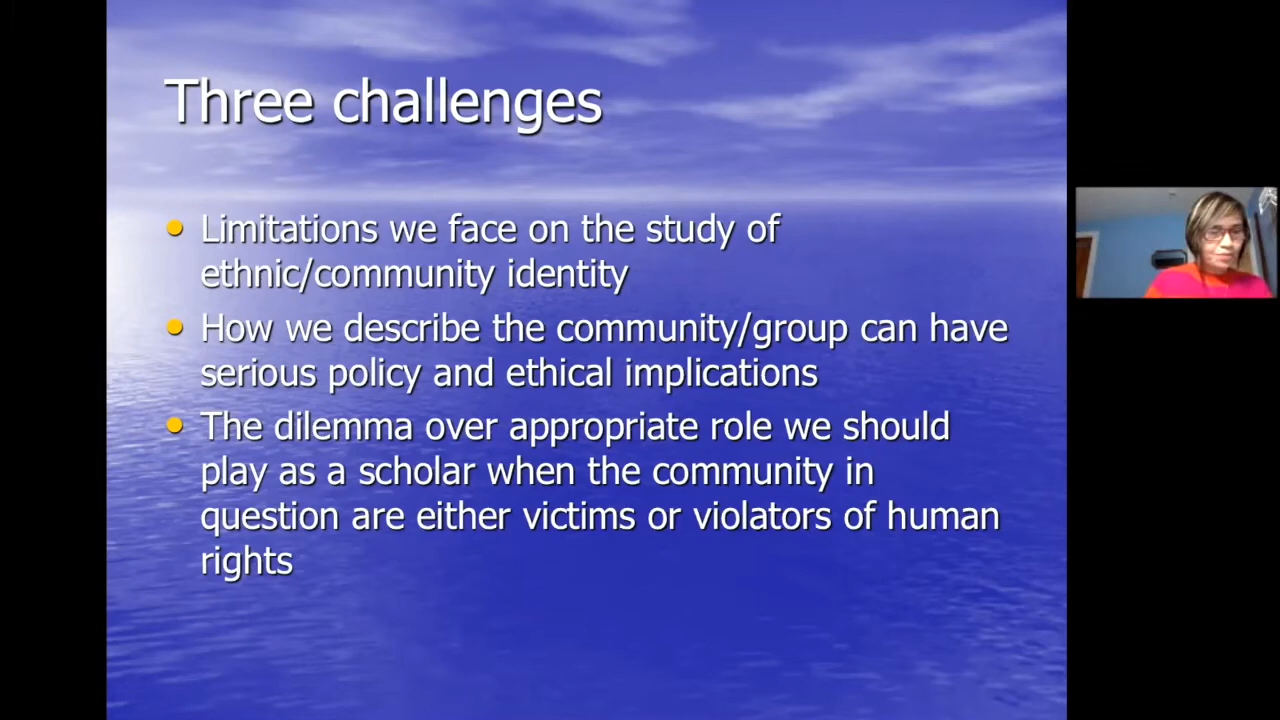 Three challenges
Limitations we face on the study of
ethnic/community identity
How we describe the community/group can have
serious policy and ethical implications
The dilemma over appropriate role we should
play as a scholar when the community in
question are either victims or violators of human
rights